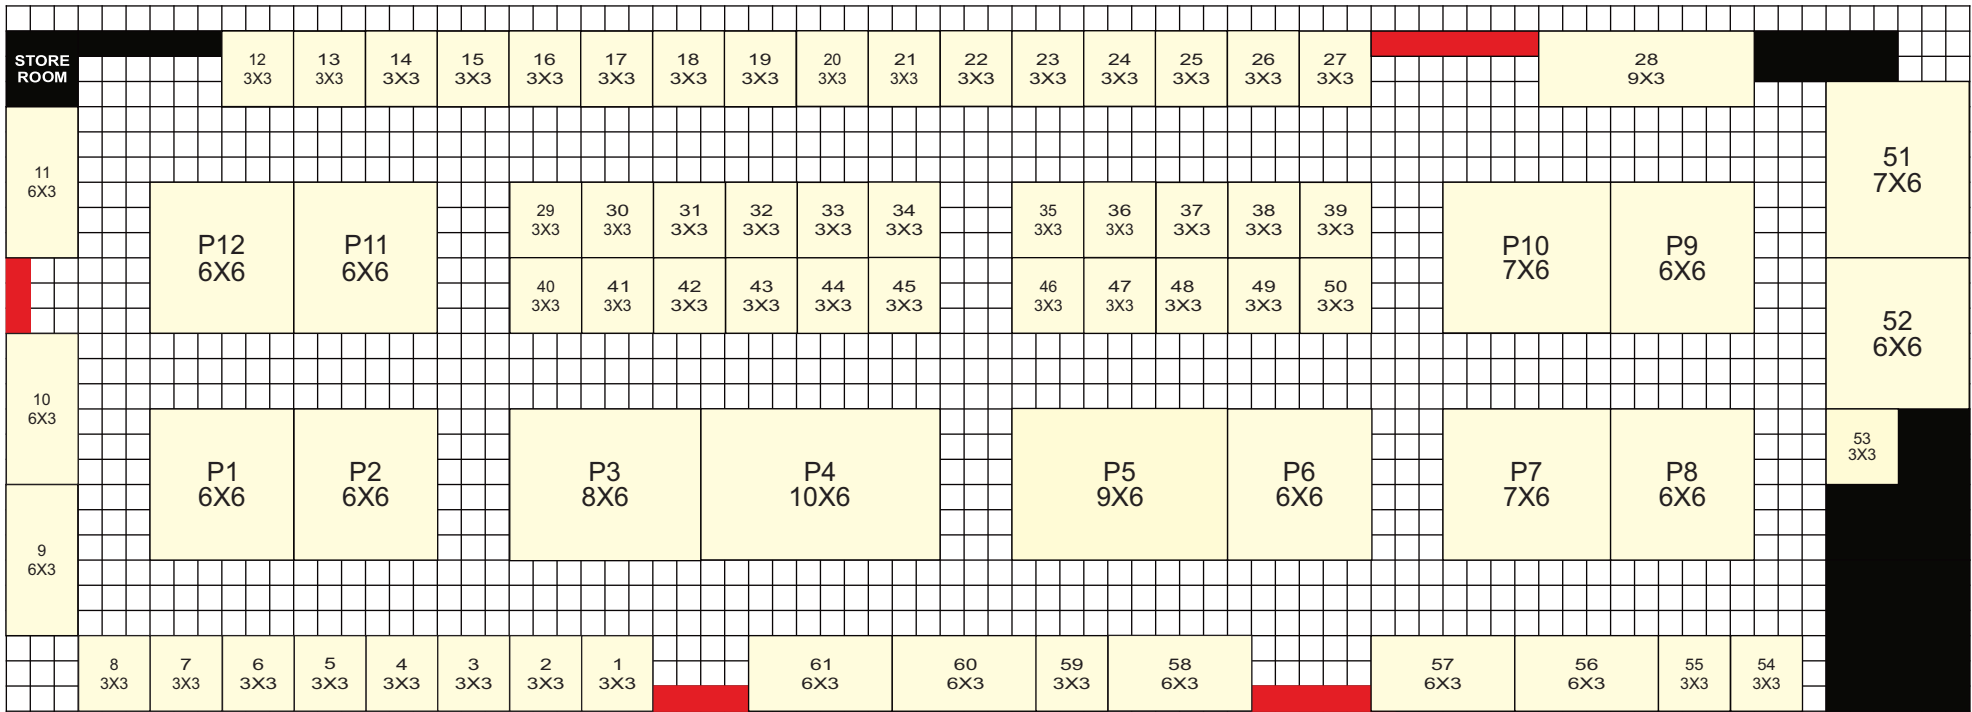 STORE
ROOM
12
3X3
13
3X3
14
3X3
15
3X3
16
3X3
17
3X3
18
3X3
19
3X3
20
3X3
21
3X3
22
3X3
23
3X3
24
3X3
25
3X3
26
3X3
27
3X3
28
9X3
11
6X3
51
7X6
P12
6X6
P11
6X6
29
3X3
30
3X3
31
3X3
32
3X3
33
3X3
34
3X3
35
3X3
36
3X3
37
3X3
38
3X3
39
3X3
P10
7X6
P9
6X6
40
3X3
41
3X3
42
3X3
43
3X3
44
3X3
45
3X3
46
3X3
47
3X3
48
3X3
49
3X3
50
3X3
52
6X6
10
6X3
P1
6X6
P2
6X6
P3
8X6
P4
10X6
P5
9X6
P6
6X6
P7
7X6
P8
6X6
53
3X3
9
6X3
8
3X3
7
3X3
6
3X3
5
3X3
4
3X3
3
3X3
2
3X3
1
3X3
61
6X3
60
6X3
59
3X3
58
6X3
57
6X3
56
6X3
55
3X3
54
3X3